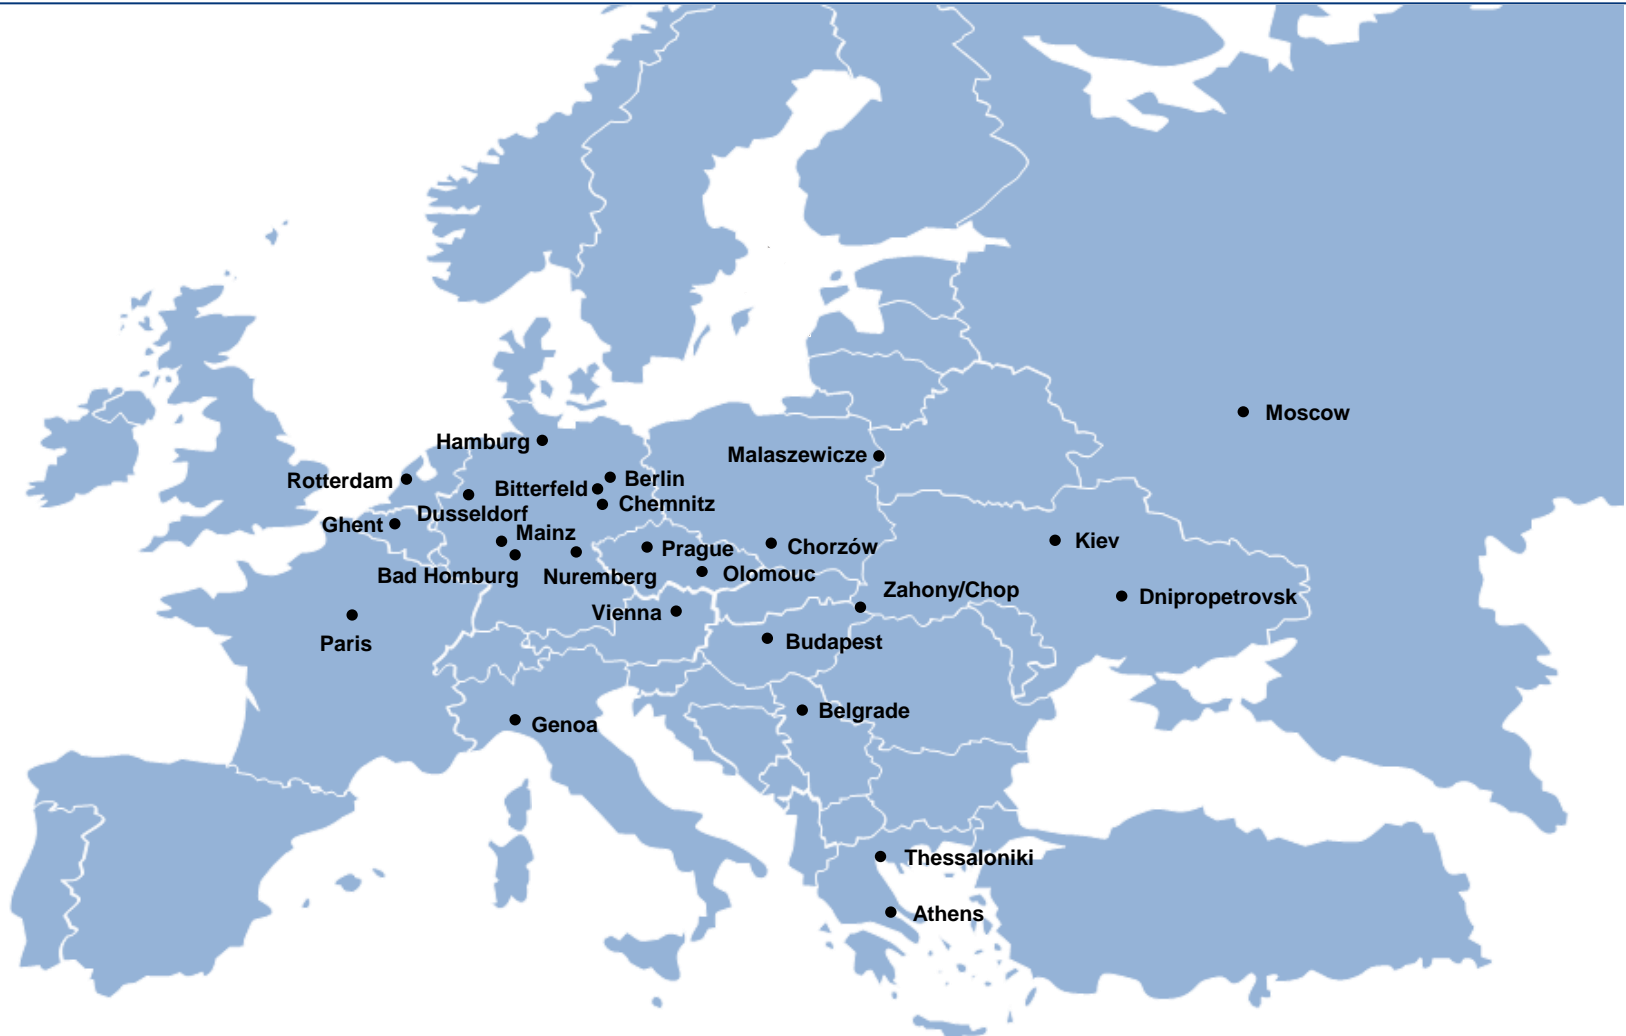 Moscow
Hamburg
Malaszewicze
Rotterdam
Berlin
Bitterfeld
Chemnitz
Dusseldorf
Ghent
Mainz
Kiev
Chorzów
Prague
Bad Homburg
Nuremberg
Olomouc
Zahony/Chop
Dnipropetrovsk
Vienna
Paris
Budapest
Belgrade
Genoa
Thessaloniki
Athens